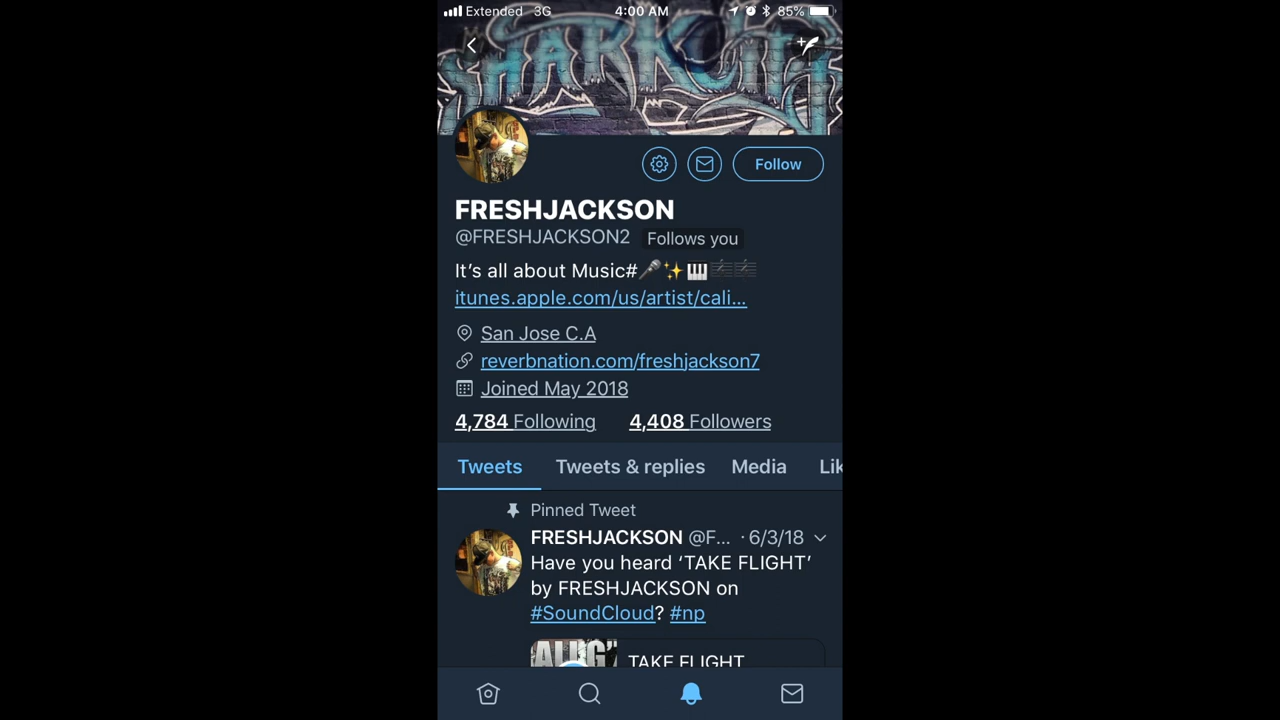 Extended 3G 4:00 AM 85%
SHARKCITY
Follow
FRESHJACKSON
@FRESHJACKSON2 Follows you
It’s all about Music#🎤✨🎹🎼🎼
itunes.apple.com/us/artist/cali...
San Jose C.A
reverbnation.com/freshjackson7
Joined May 2018
4,784 Following 4,408 Followers
Tweets Tweets & replies Media Lik
Pinned Tweet
FRESHJACKSON @F... · 6/3/18
Have you heard ‘TAKE FLIGHT’
by FRESHJACKSON on
#SoundCloud? #np
TAKE FLIGHT